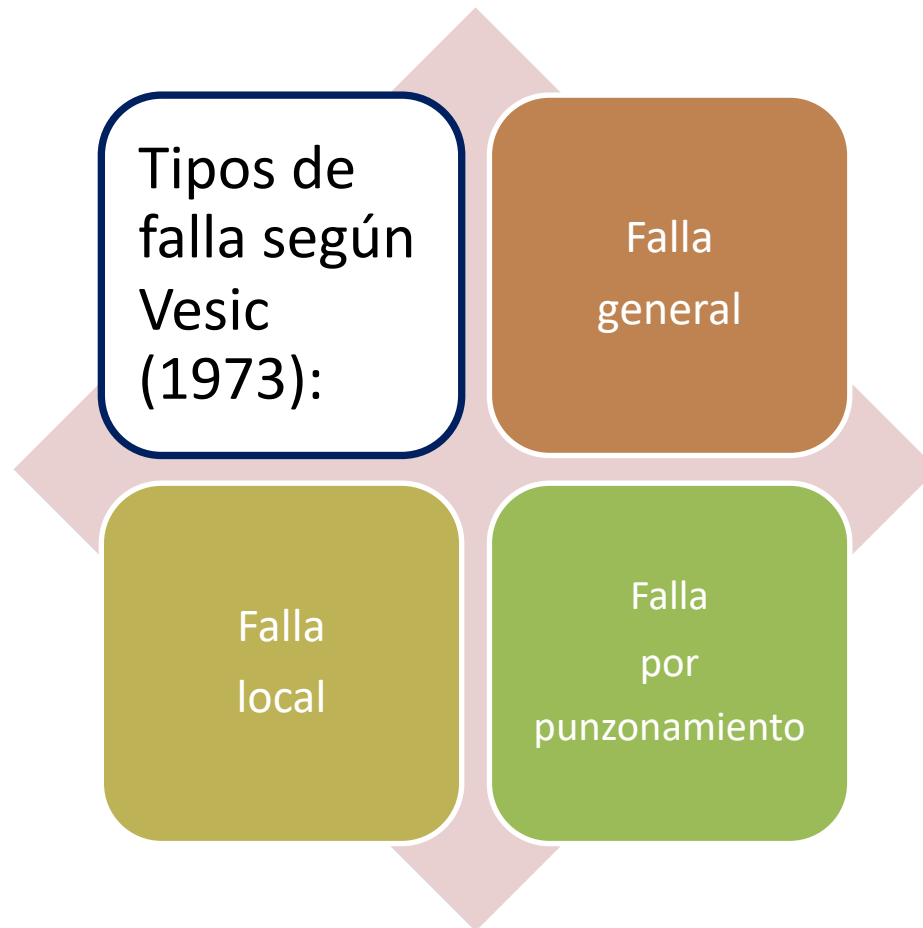 Tipos de
falla según
Vesic
(1973):
Falla
general
Falla
local
Falla
por
punzonamiento